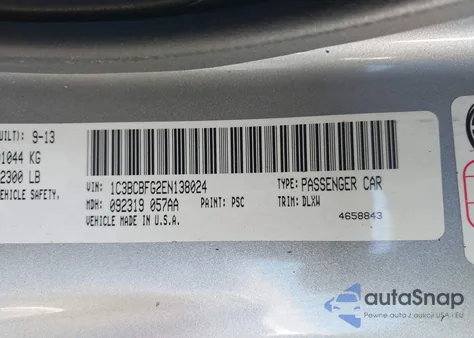 UILT): 9-13
01044 KG
2300 LB
EHICLE SAFETY,
VIN: 1C3BCBFG2EN138024 TYPE: PASSENGER CAR
MDH: 092319 057AA PAINT: PSC TRIM: DLXW
VEHICLE MADE IN U.S.A. 4658843
autoSnap
Pewne auta z aukcji USA i EU